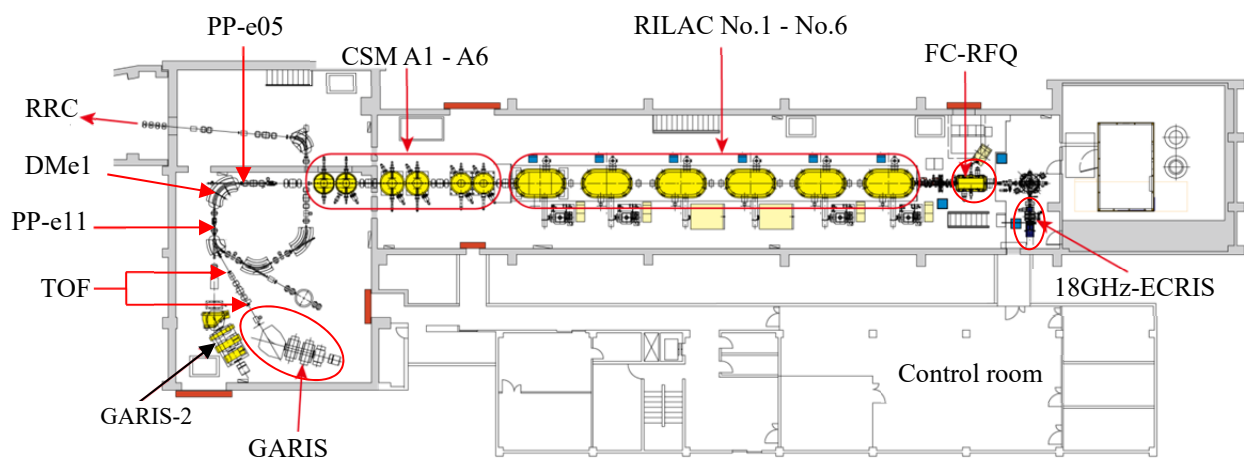 PP-e05
CSM A1 - A6
RILAC No.1 - No.6
FC-RFQ
RRC
DMe1
PP-e11
TOF
18GHz-ECRIS
GARIS-2
GARIS
Control room